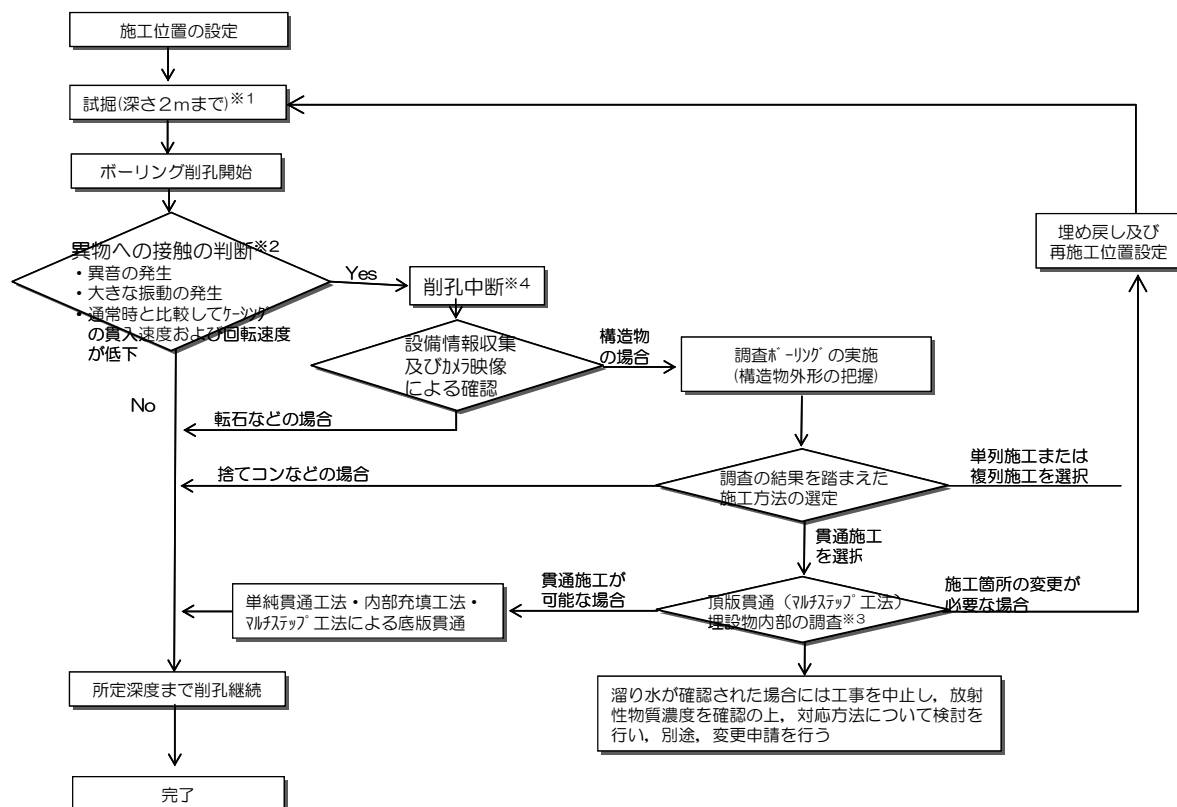 施工位置の設定
試掘(深さ２ｍまで)※1
ボーリング削孔開始
異物への接触の判断※2
・異音の発生
・大きな振動の発生
・通常時と比較してｹｰｼﾝｸﾞ
の貫入速度および回転速度
が低下
Yes
削孔中断※4
埋め戻し及び
再施工位置設定
設備情報収集
及びｶﾒﾗ映像
による確認
構造物
の場合
調査ﾎﾞｰﾘﾝｸﾞの実施
(構造物外形の把握)
No
転石などの場合
捨てコンなどの場合
調査の結果を踏まえた
施工方法の選定
単列施工または
複列施工を選択
貫通施工
を選択
単純貫通工法・内部充填工法・
ﾏﾙﾁｽﾃｯﾌﾟ工法による底版貫通
貫通施工が
可能な場合
頂版貫通（ﾏﾙﾁｽﾃｯﾌﾟ工法）
埋設物内部の調査※3
施工箇所の変更が
必要な場合
所定深度まで削孔継続
溜り水が確認された場合には工事を中止し，放射
性物質濃度を確認の上，対応方法について検討を
行い，別途，変更申請を行う
完了